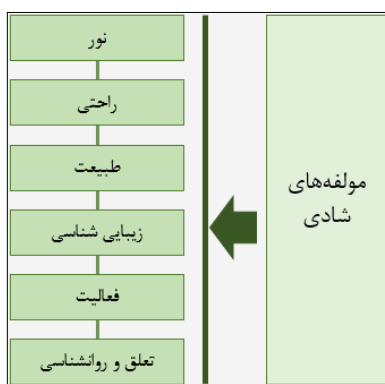 مولفه‌های
شادی
نور
راحتی
طبیعت
زیبایی شناسی
فعالیت
تعلق و روانشناسی